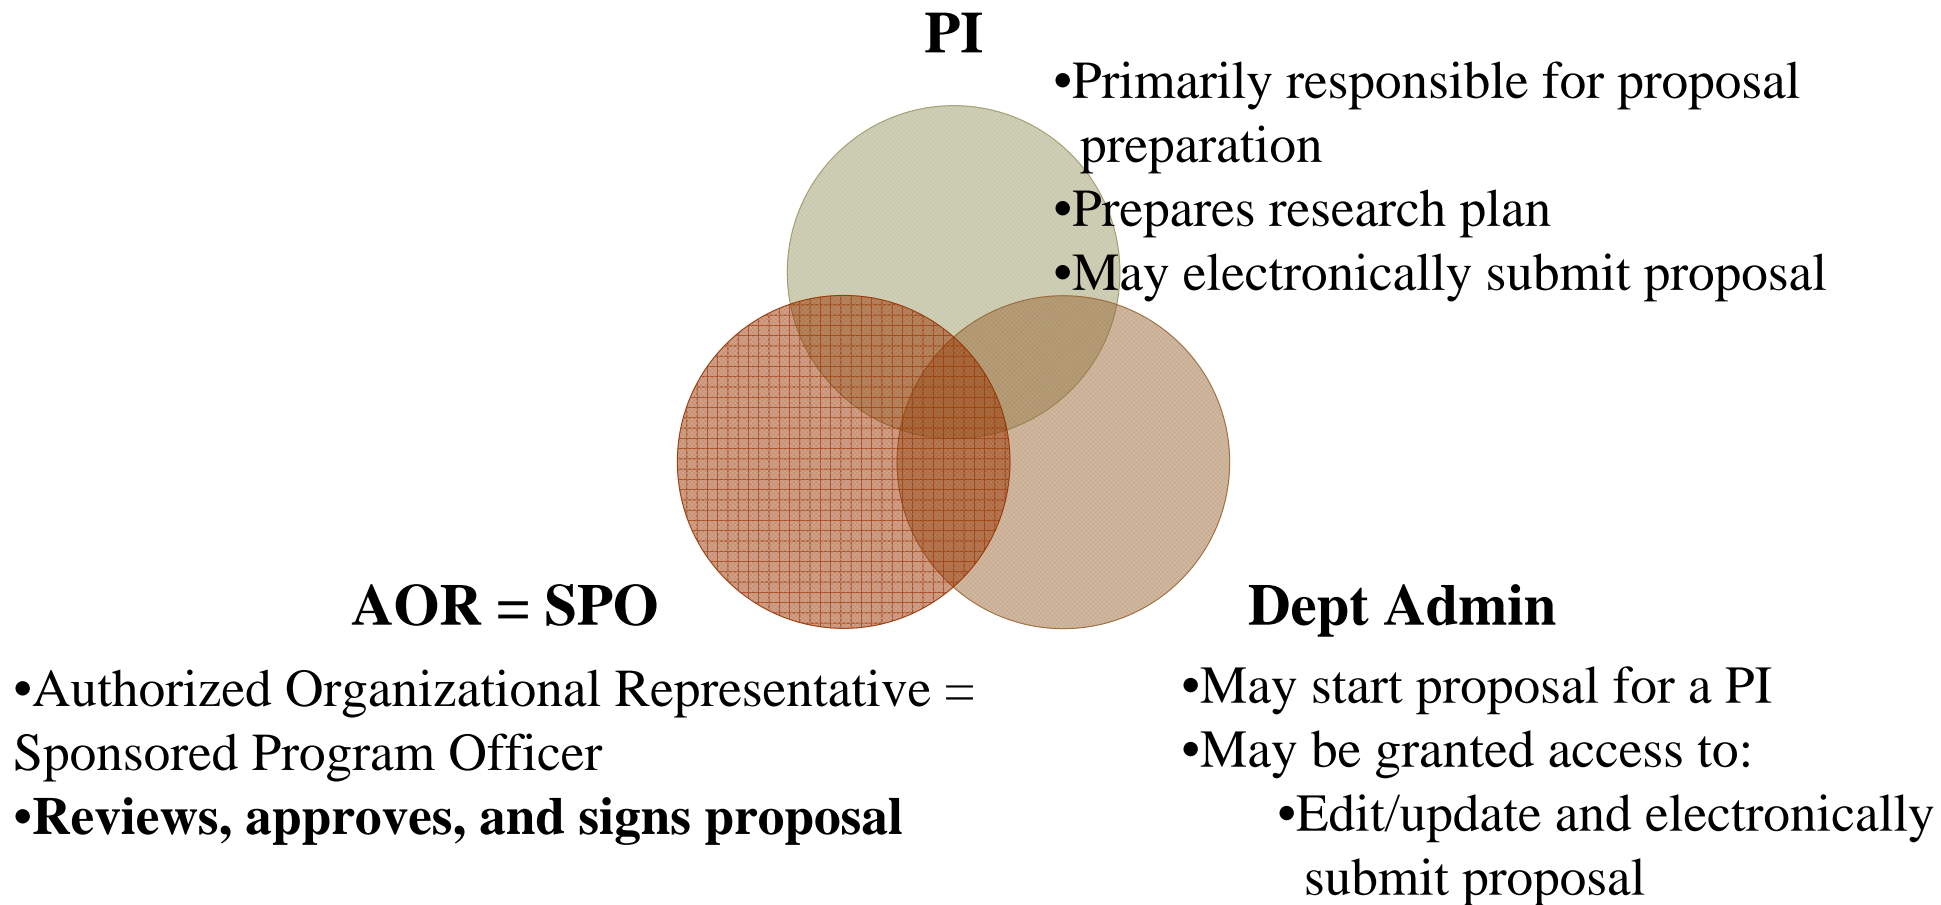 PI
•Primarily responsible for proposal
preparation
•Prepares research plan
•May electronically submit proposal
AOR = SPO
•Authorized Organizational Representative =
Sponsored Program Officer
•Reviews, approves, and signs proposal
Dept Admin
•May start proposal for a PI
•May be granted access to:
•Edit/update and electronically
submit proposal